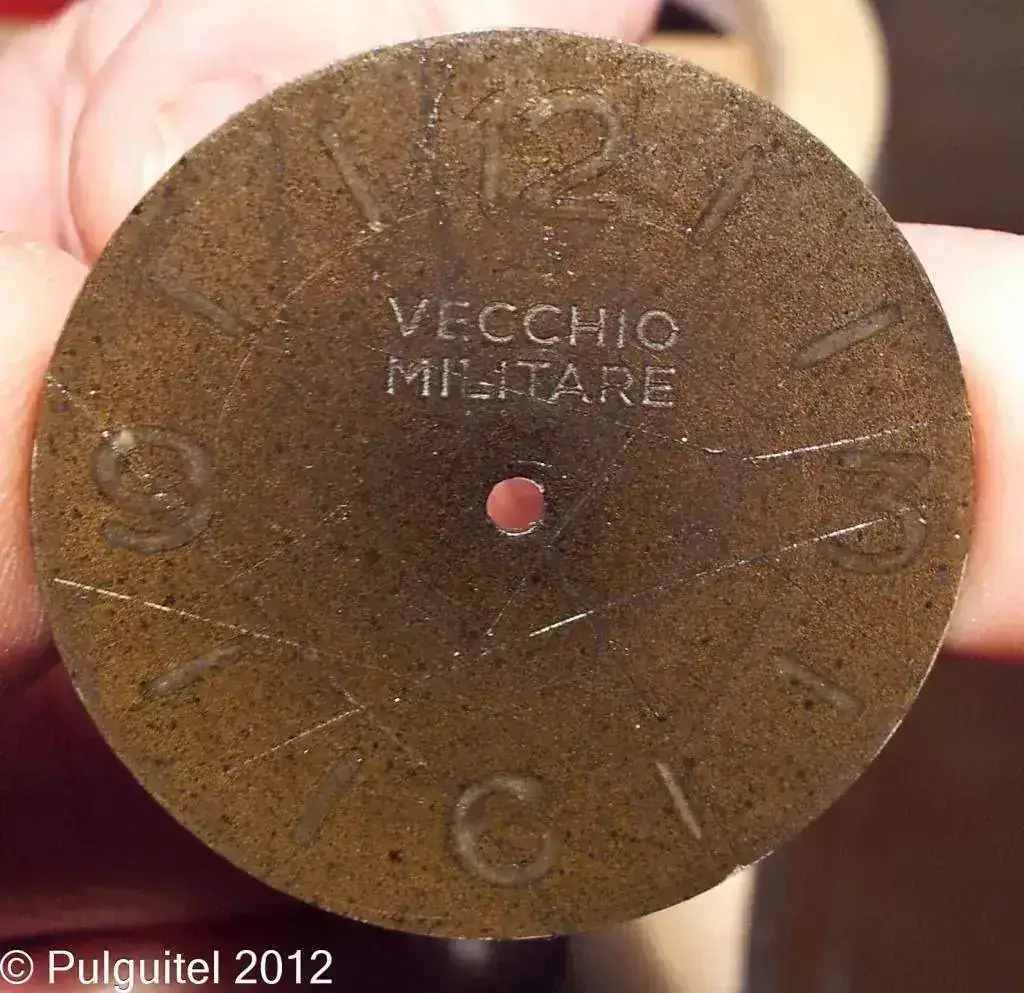 12
VECCHIO
MILITARE
9 3
6
© Pulguitel 2012